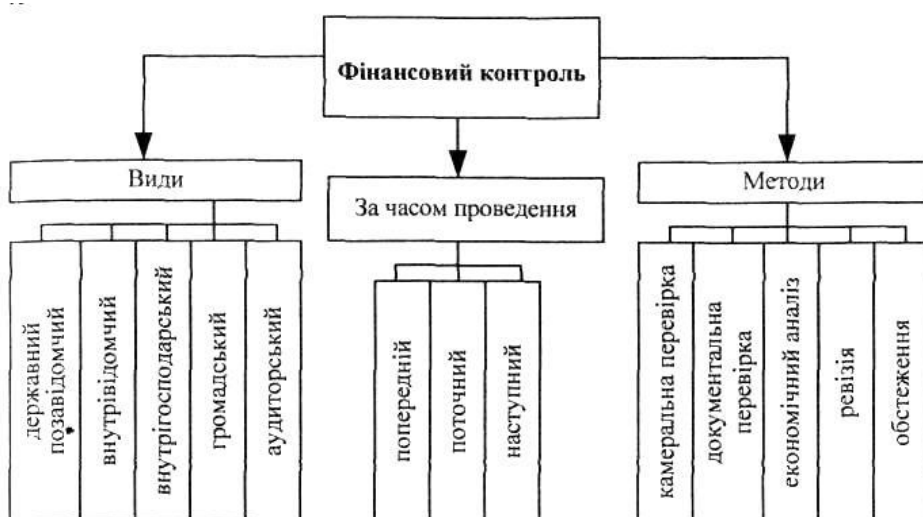 Фінансовий контроль
Види
За часом проведення
Методи
державний
позавідомчий
внутрівідомчий
внутрігосподарський
громадський
аудиторський
попередній
поточний
наступний
камеральна перевірка
документальна
перевірка
економічний аналіз
ревізія
обстеження